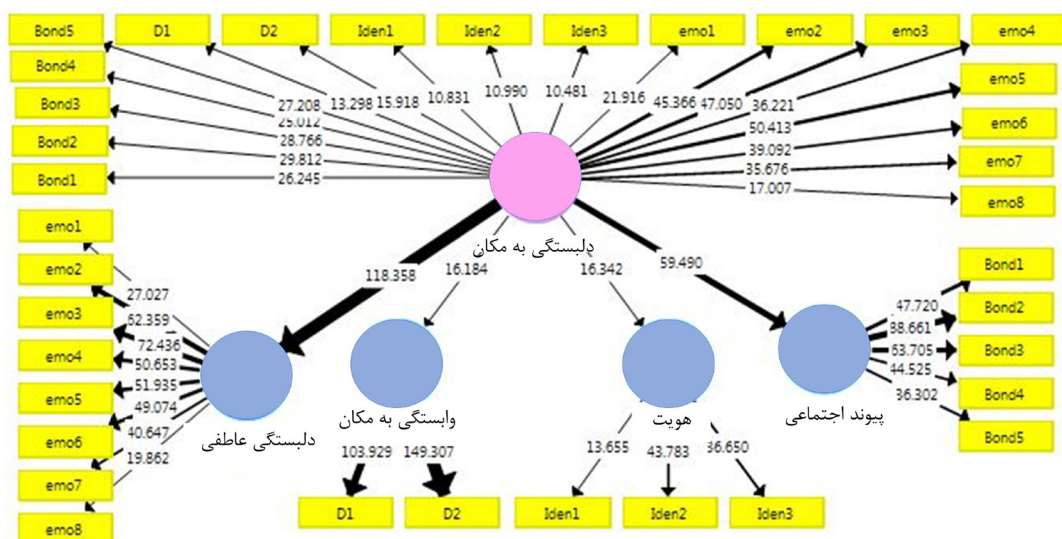 Bond5
D1
D2
Iden1
Iden2
Iden3
emo1
emo2
emo3
emo4
Bond4
Bond3
Bond2
Bond1
emo5
emo6
emo7
emo8
27.208
13.298
15.918
10.831
10.990
10.481
21.916
45.366
47.050
36.221
25.012
28.766
29.812
26.245
50.413
39.092
35.676
17.007
دلبستگی به مکان
118.358
16.184
16.342
59.490
emo1
emo2
emo3
emo4
emo5
emo6
emo7
emo8
27.027
62.359
72.436
50.653
51.935
49.074
40.647
19.862
دلبستگی عاطفی
وابستگی به مکان
هویت
پیوند اجتماعی
103.929
149.307
D1
D2
13.655
43.783
36.650
Iden1
Iden2
Iden3
47.720
63.705
44.525
36.302
Bond1
Bond2
Bond3
Bond4
Bond5